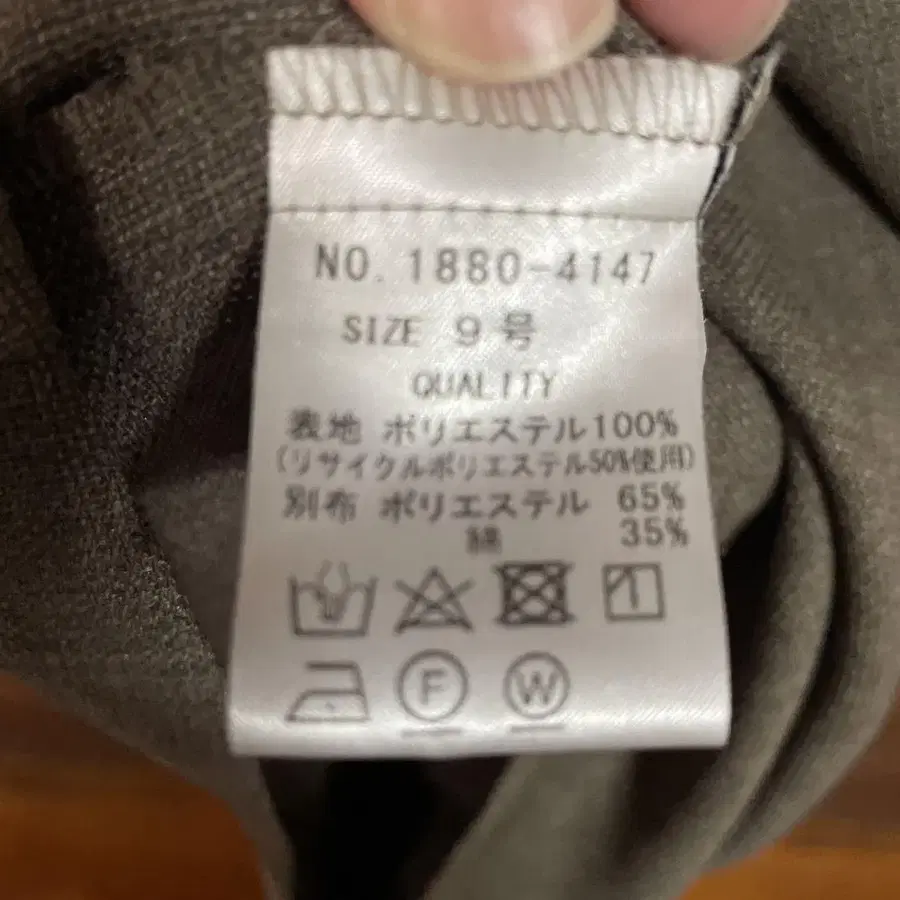 NO. 1880-4147
SIZE 9号
QUALITY
表地 ポリエステル100%
(リサイクルポリエステル50%使用)
別布 ポリエステル 65%
綿 35%
F W